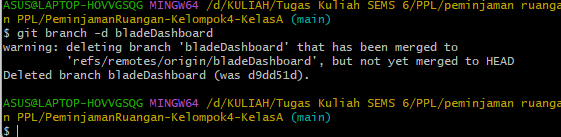 ASUS@LAPTOP-HOVVGSQG MINGW64 /d/KULIAH/Tugas Kuliah SEMS 6/PPL/peminjaman ruanga
n PPL/PeminjamanRuangan-Kelompok4-KelasA (main)
$ git branch -d bladeDashboard
warning: deleting branch 'bladeDashboard' that has been merged to
         'refs/remotes/origin/bladeDashboard', but not yet merged to HEAD
Deleted branch bladeDashboard (was d9dd51d).
ASUS@LAPTOP-HOVVGSQG MINGW64 /d/KULIAH/Tugas Kuliah SEMS 6/PPL/peminjaman ruanga
n PPL/PeminjamanRuangan-Kelompok4-KelasA (main)
$